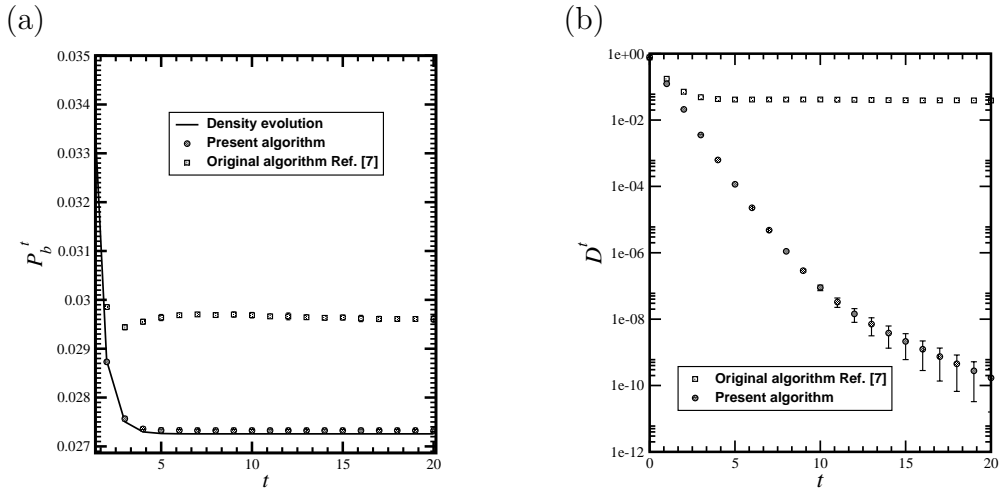 (a)
0.035
0.034
0.033
0.032
0.031
0.03
0.029
0.028
0.027
P_b^t
5
10
15
20
t
Density evolution
Present algorithm
Original algorithm Ref. [7]
(b)
1e+00
1e-02
1e-04
1e-06
1e-08
1e-10
1e-12
D^t
0
5
10
15
20
t
Original algorithm Ref. [7]
Present algorithm